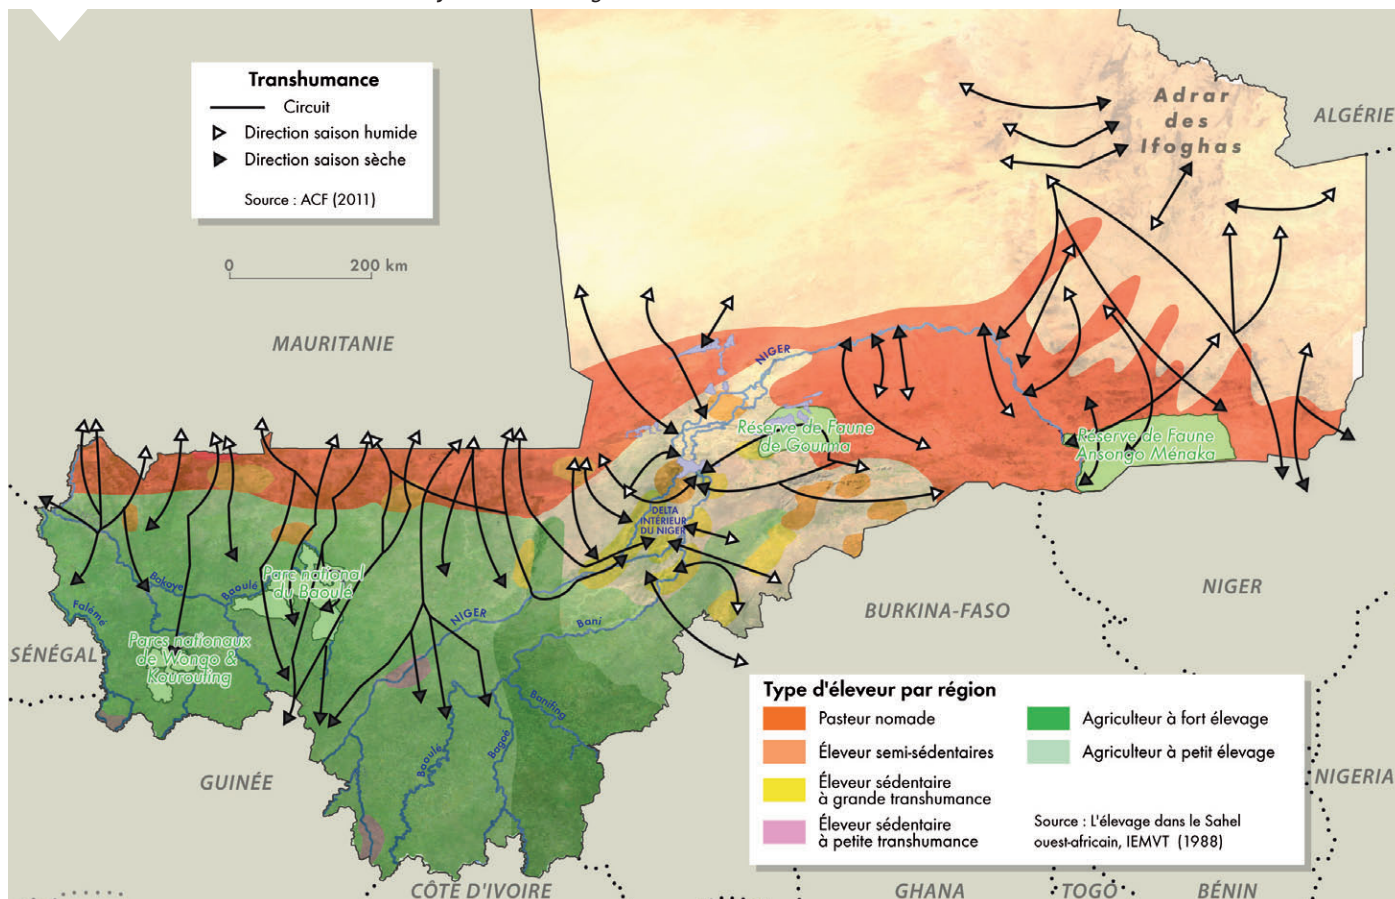 Transhumance
Circuit
Direction saison humide
Direction saison sèche
Source : ACF (2011)
0 200 km
Adrar
des
Ifoghas
ALGÉRIE
MAURITANIE
NIGER
Réserve de Faune
de Gourma
Réserve de Faune
Ansongo Ménaka
DELTA
INTÉRIEUR
DU NIGER
Parc national
du Baoulé
Bakoye
Baoulé
Falémé
NIGER
Bani
SÉNÉGAL
Parcs nationaux
de Wongo &
Kourouting
BURKINA-FASO
NIGER
Banifing
Baoulé
Bagoé
GUINÉE
NIGERIA
Type d'éleveur par région
Pasteur nomade
Éleveur semi-sédentaires
Éleveur sédentaire
à grande transhumance
Éleveur sédentaire
à petite transhumance
Agriculteur à fort élevage
Agriculteur à petit élevage
Source : L'élevage dans le Sahel
ouest-africain, IEMVT (1988)
CÔTE D'IVOIRE
GHANA
TOGO
BÉNIN